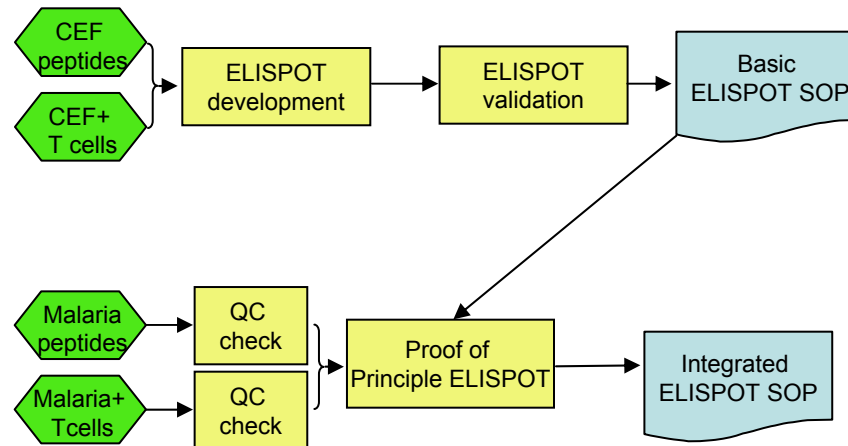 CEF
peptides
CEF+
T cells
ELISPOT
development
ELISPOT
validation
Basic
ELISPOT SOP
Malaria
peptides
QC
check
Malaria+
Tcells
QC
check
Proof of
Principle ELISPOT
Integrated
ELISPOT SOP